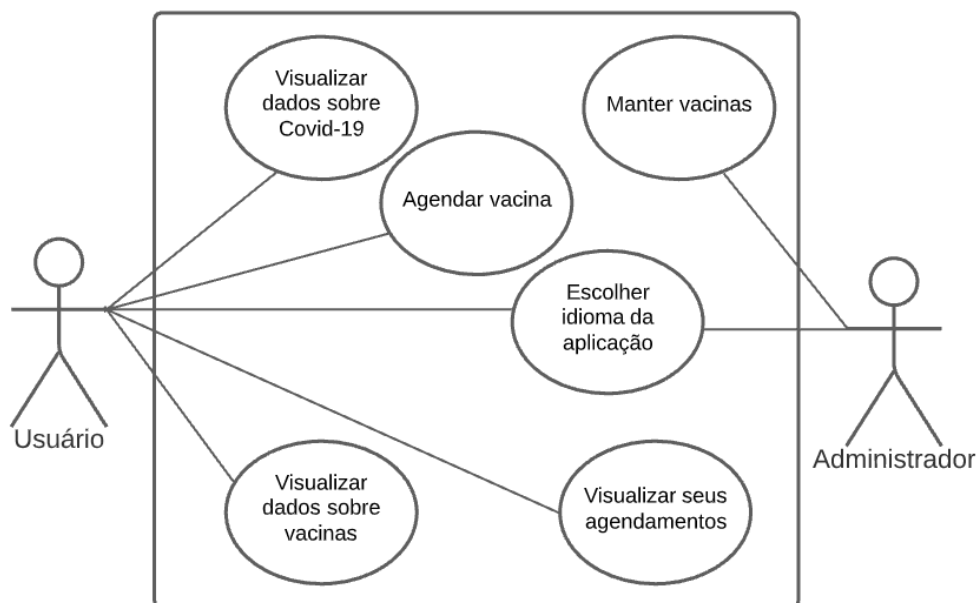 Visualizar
dados sobre
Covid-19
Manter vacinas
Agendar vacina
Escolher
idioma da
aplicação
Usuário
Administrador
Visualizar
dados sobre
vacinas
Visualizar seus
agendamentos